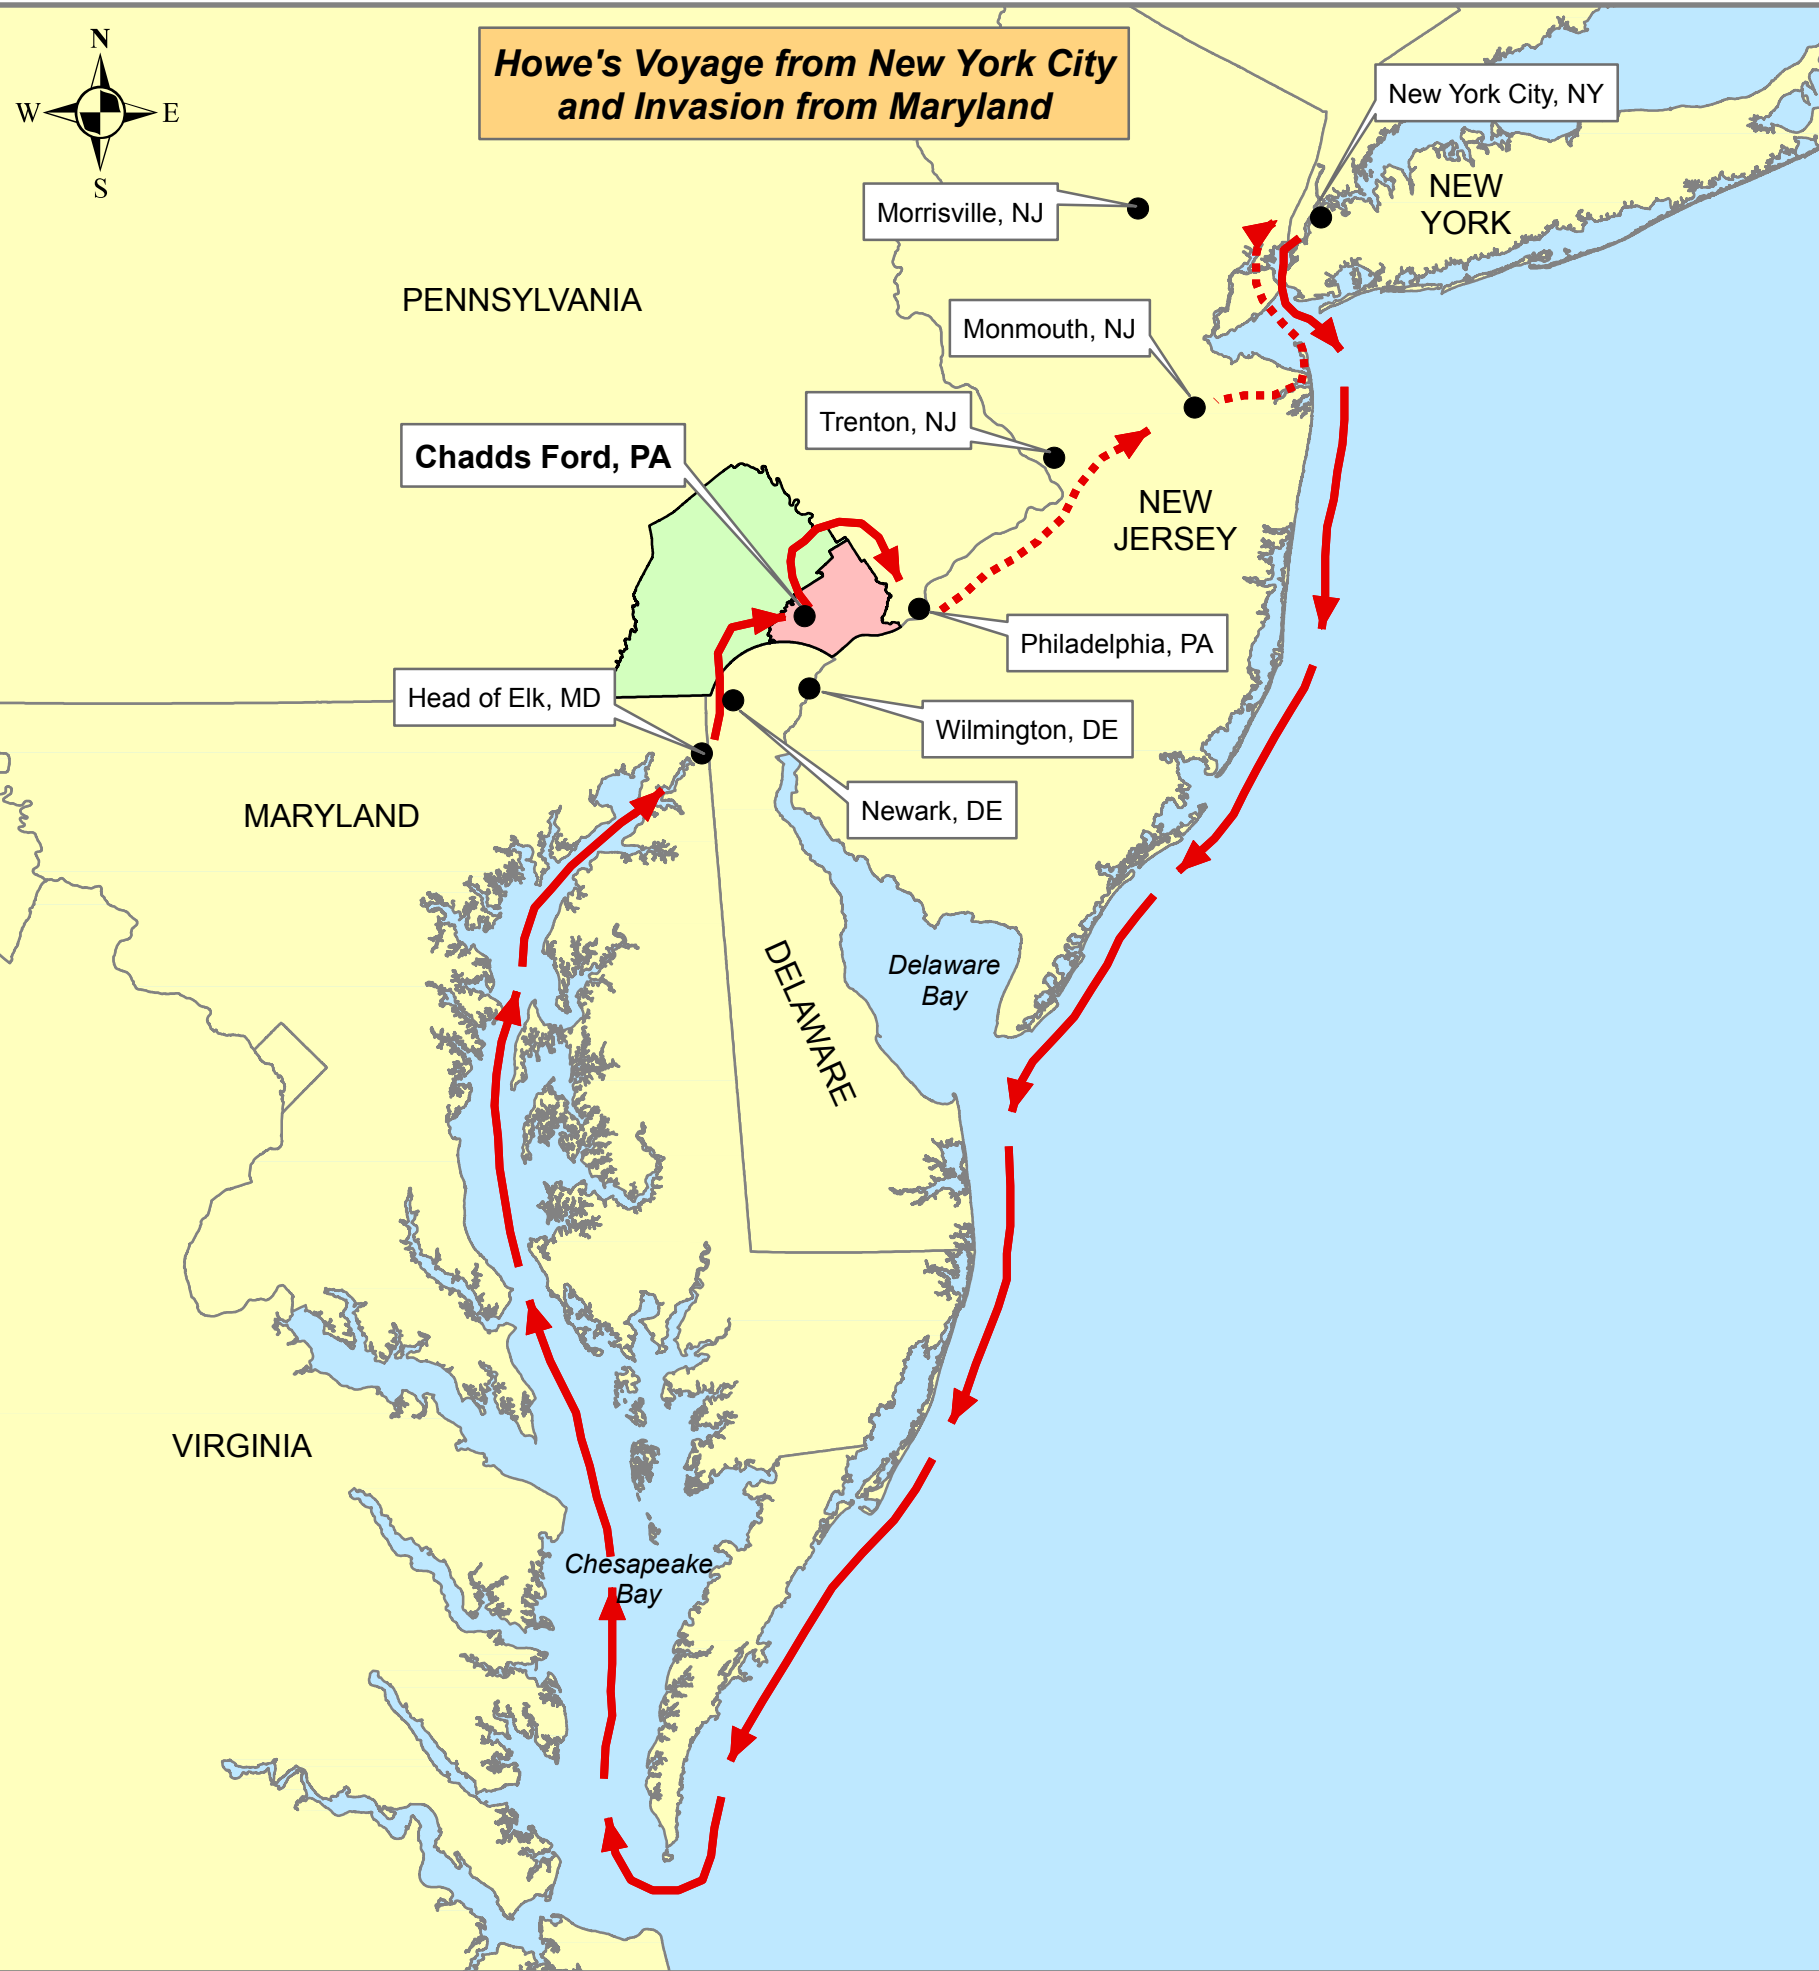 N
W
E
S
Howe's Voyage from New York City
and Invasion from Maryland
New York City, NY
NEW
YORK
Morrisville, NJ
PENNSYLVANIA
Monmouth, NJ
Trenton, NJ
Chadds Ford, PA
NEW
JERSEY
Philadelphia, PA
Head of Elk, MD
Wilmington, DE
Newark, DE
MARYLAND
DELAWARE
Delaware
Bay
VIRGINIA
Chesapeake
Bay